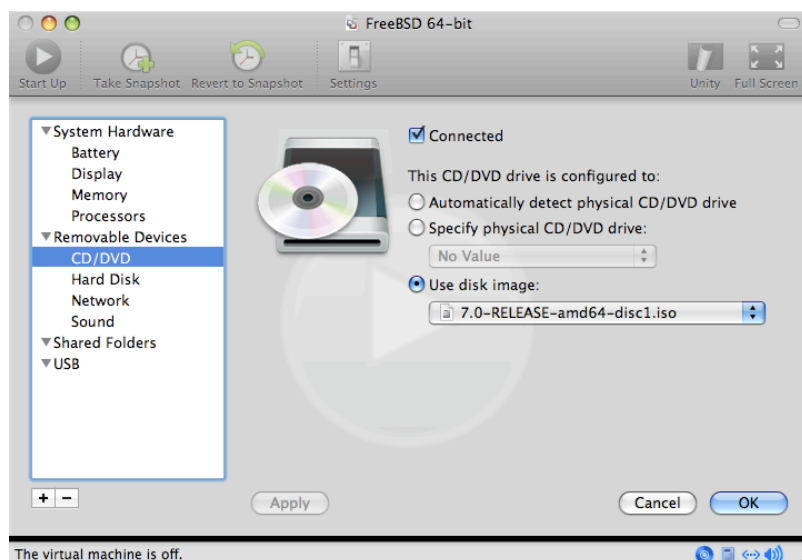 FreeBSD 64-bit
Start Up Take Snapshot Revert to Snapshot Settings Unity Full Screen
System Hardware
Battery
Display
Memory
Processors
Removable Devices
CD/DVD
Hard Disk
Network
Sound
Shared Folders
USB
Connected
This CD/DVD drive is configured to:
Automatically detect physical CD/DVD drive
Specify physical CD/DVD drive:
No Value
Use disk image:
7.0-RELEASE-amd64-disc1.iso
+ −
Apply Cancel OK
The virtual machine is off.